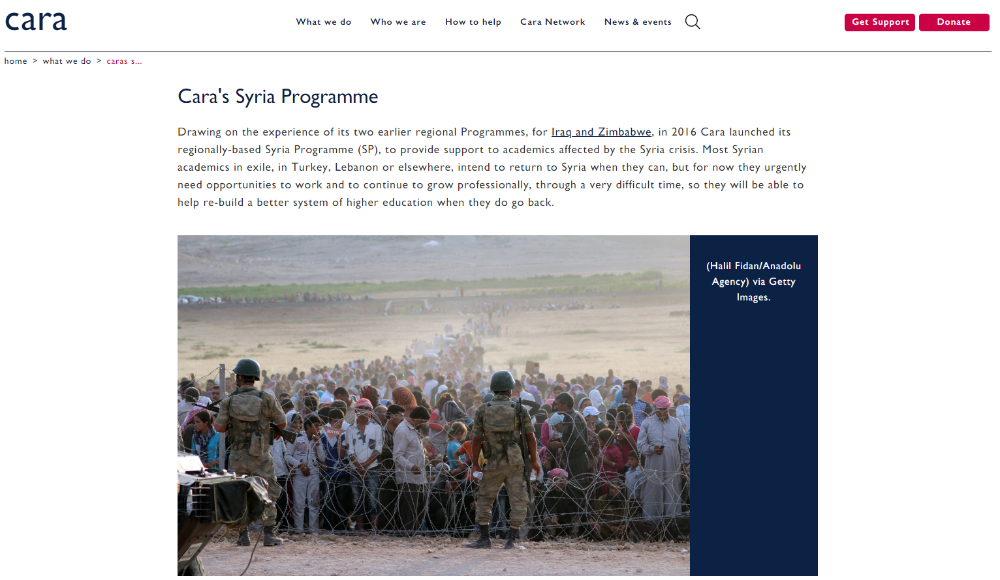 cara
What we do
Who we are
How to help
Cara Network
News & events
Get Support
Donate
home > what we do > caras s...
Cara's Syria Programme
Drawing on the experience of its two earlier regional Programmes, for Iraq and Zimbabwe, in 2016 Cara launched its
regionally-based Syria Programme (SP), to provide support to academics affected by the Syria crisis. Most Syrian
academics in exile, in Turkey, Lebanon or elsewhere, intend to return to Syria when they can, but for now they urgently
need opportunities to work and to continue to grow professionally, through a very difficult time, so they will be able to
help re-build a better system of higher education when they do go back.
(Halil Fidan/Anadolu
Agency) via Getty
Images.
MAYIN